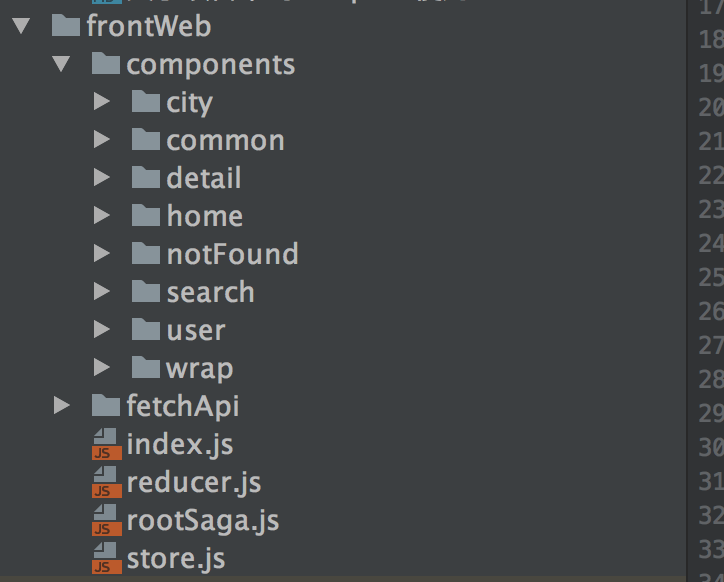 frontWeb
components
city
common
detail
home
notFound
search
user
wrap
fetchApi
JS index.js
JS reducer.js
JS rootSaga.js
JS store.js
17
18
19
20
21
22
23
24
25
26
27
28
29
30
31
32
33